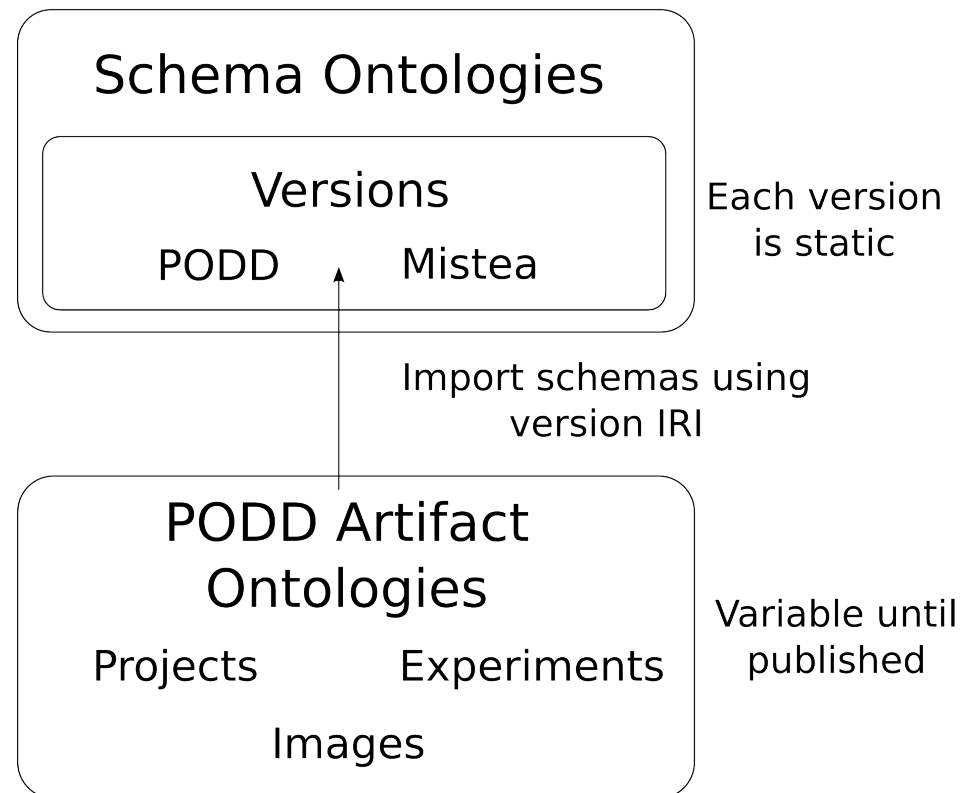 Schema Ontologies
Versions
PODD Mistea
Each version
is static
Import schemas using
version IRI
PODD Artifact
Ontologies
Projects Experiments
Images
Variable until
published